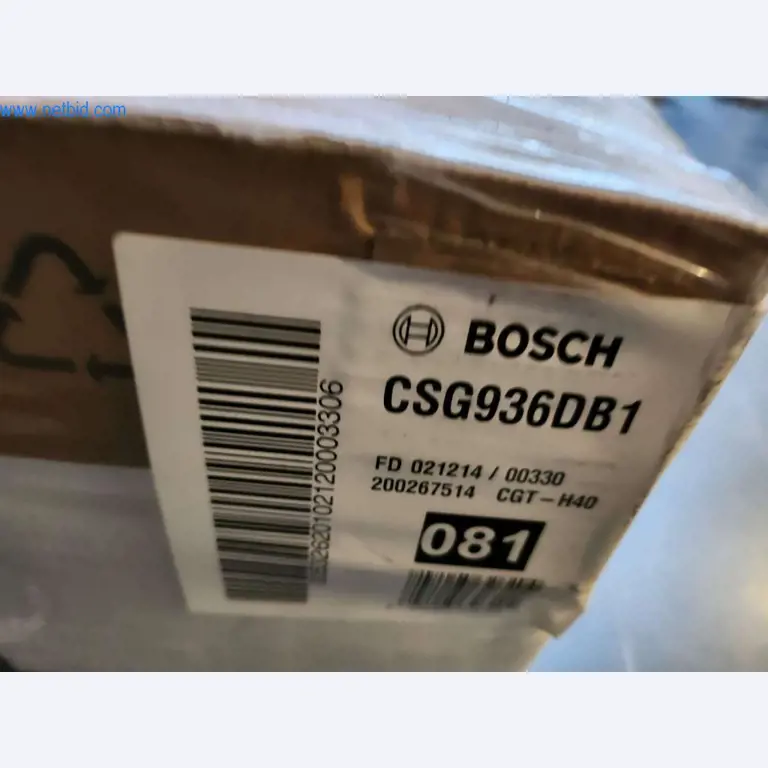 www.netbid.com
BOSCH
CSG936DB1
FD 021214 / 00330
200267514 CGT-H40
081